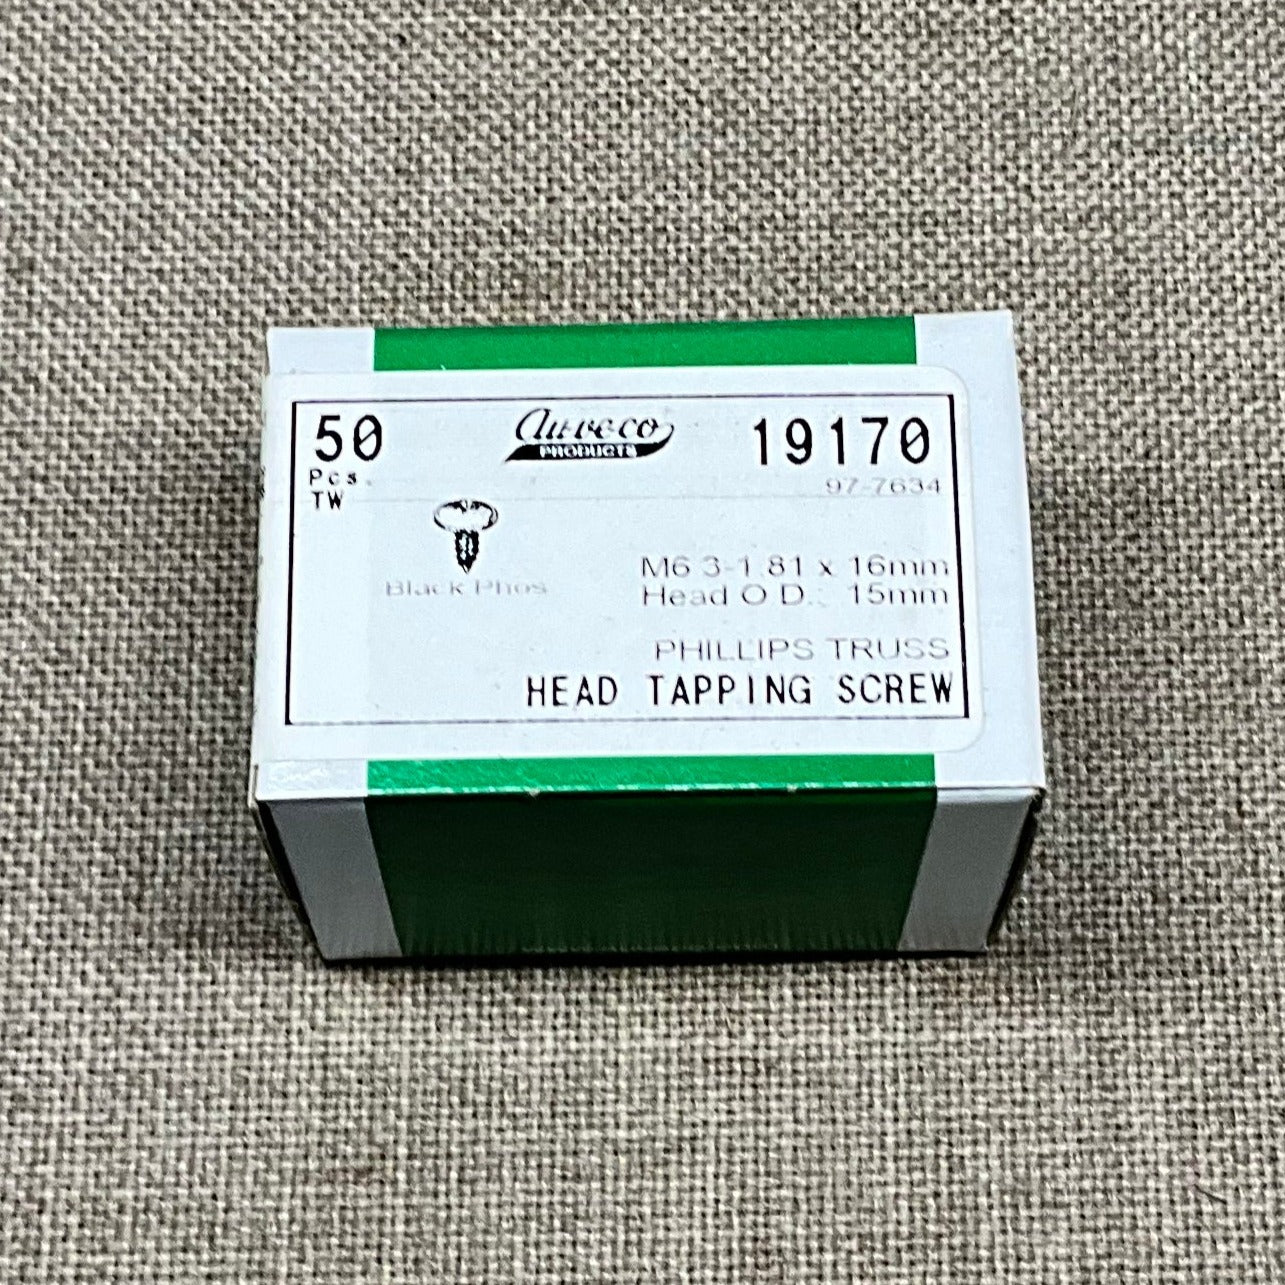 50
Pcs.
TW
Auveco
PRODUCTS
19170
97-7634
Black Phos
M6.3-1.81 x 16mm
Head O.D.: 15mm
PHILLIPS TRUSS
HEAD TAPPING SCREW